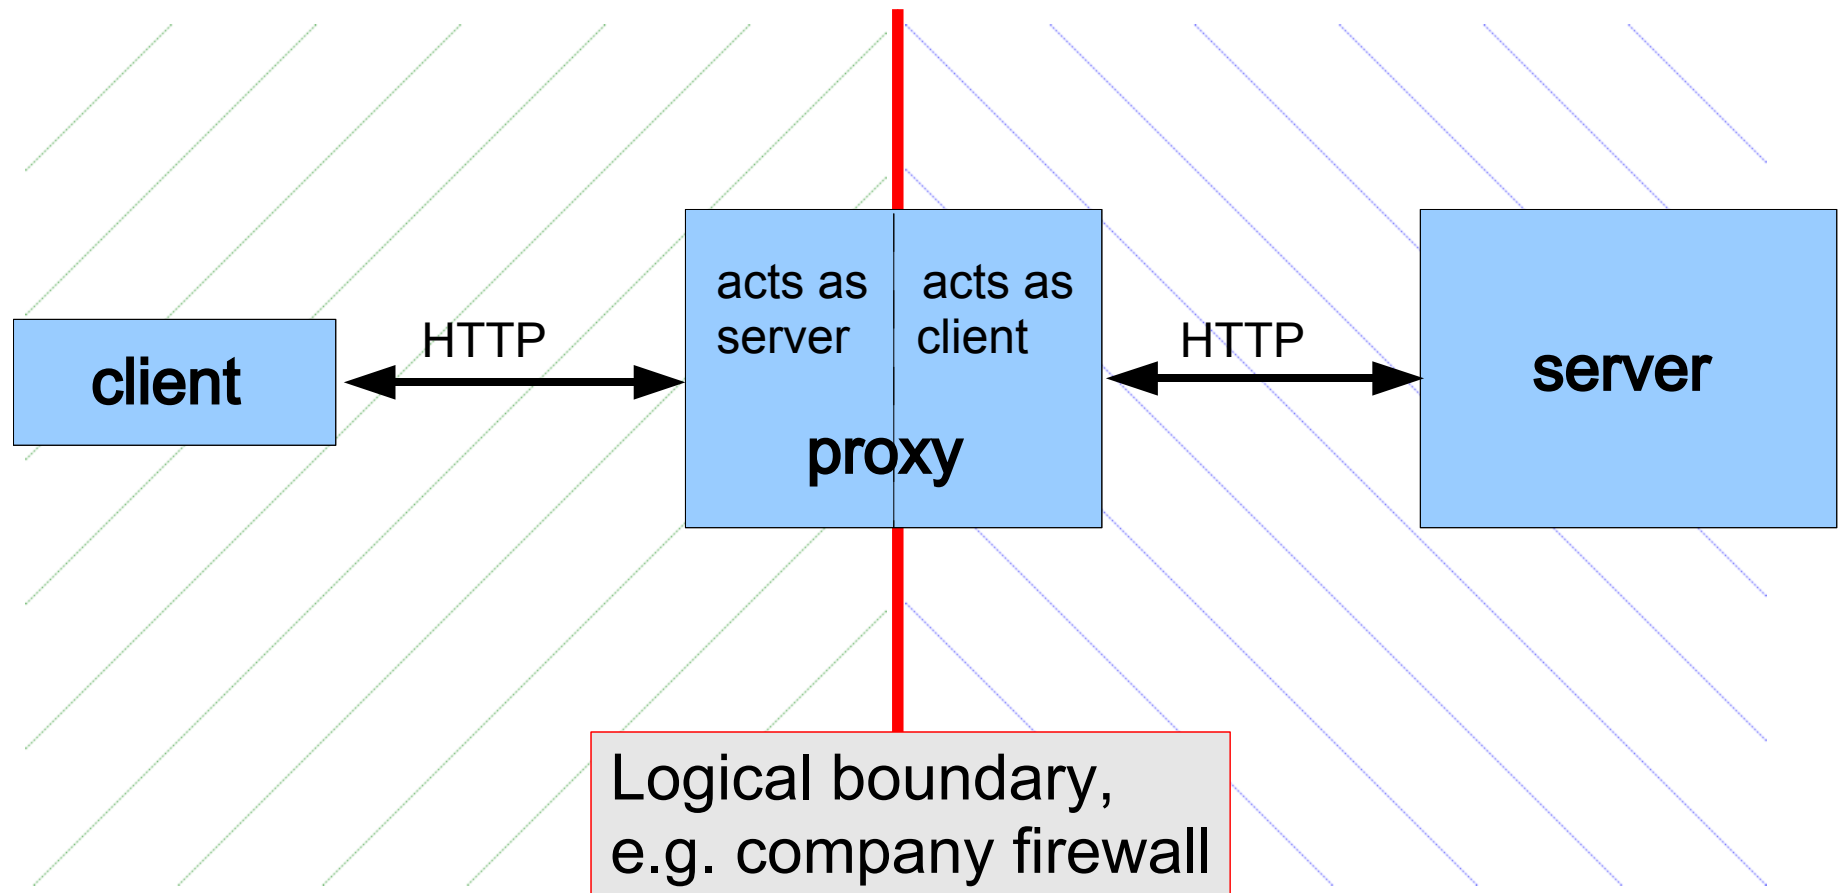 client
HTTP
acts as
server
acts as
client
proxy
HTTP
server
Logical boundary,
e.g. company firewall